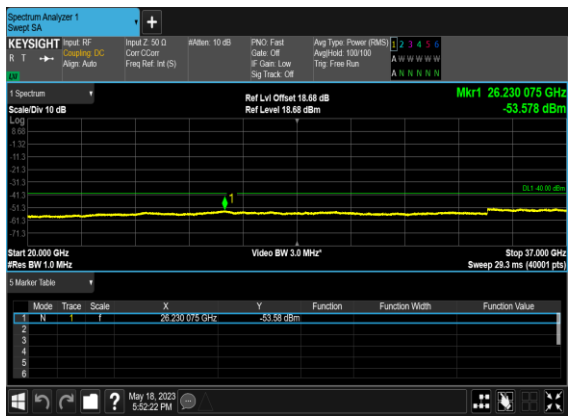 Spectrum Analyzer 1
Swept SA
+
KEYSIGHT Input: RF Input Z: 50 Ω #Atten: 10 dB PNO: Fast Avg Type: Power (RMS) 1 2 3 4 5 6
R T Coupling: DC Corr CCorr Gate: Off Avg|Hold: 100/100 A W W W W W
Align: Auto Freq Ref: Int (S) IF Gain: Low Trig: Free Run
Sig Track: Off A N N N N N
LU
1 Spectrum Ref Lvl Offset 18.68 dB Mkr1 26.230 075 GHz
Scale/Div 10 dB Ref Level 18.68 dBm -53.578 dBm
Log
8.68
-1.32
-11.3
-21.3
-31.3
DL1 -40.00 dBm
-41.3
1
-51.3
-61.3
-71.3
Start 20.000 GHz Video BW 3.0 MHz* Stop 37.000 GHz
#Res BW 1.0 MHz Sweep 29.3 ms (40001 pts)
5 Marker Table
Mode Trace Scale X Y Function Function Width Function Value
1 N 1 f 26.230 075 GHz -53.58 dBm
2
3
4
5
6
? May 18, 2023
5:52:22 PM